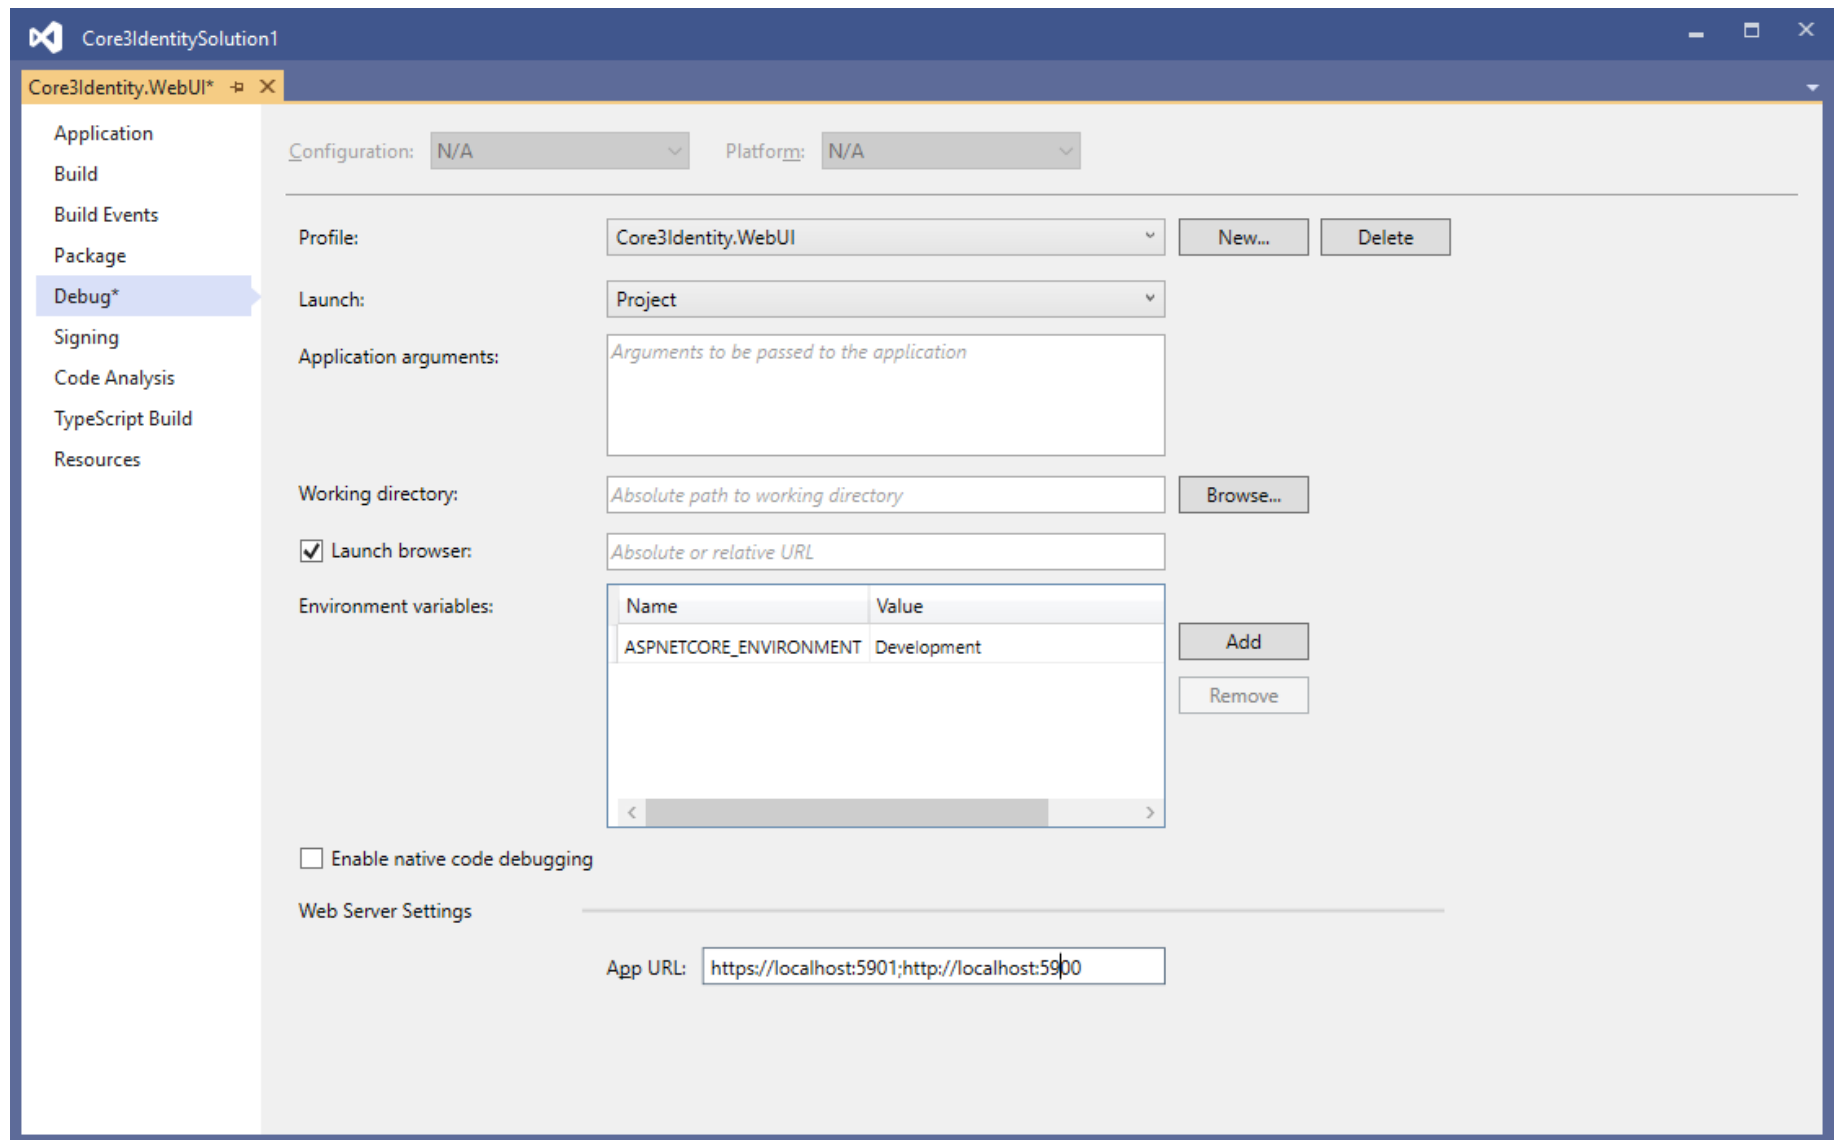 Core3IdentitySolution1
Core3Identity.WebUI*
Application
Build
Build Events
Package
Debug*
Signing
Code Analysis
TypeScript Build
Resources
Configuration: N/A Platform: N/A
Profile: Core3Identity.WebUI New... Delete
Launch: Project
Application arguments: Arguments to be passed to the application
Working directory: Absolute path to working directory Browse...
Launch browser: Absolute or relative URL
Environment variables: Name Value
ASPNETCORE_ENVIRONMENT Development
Add
Remove
Enable native code debugging
Web Server Settings
App URL: https://localhost:5901;http://localhost:5900